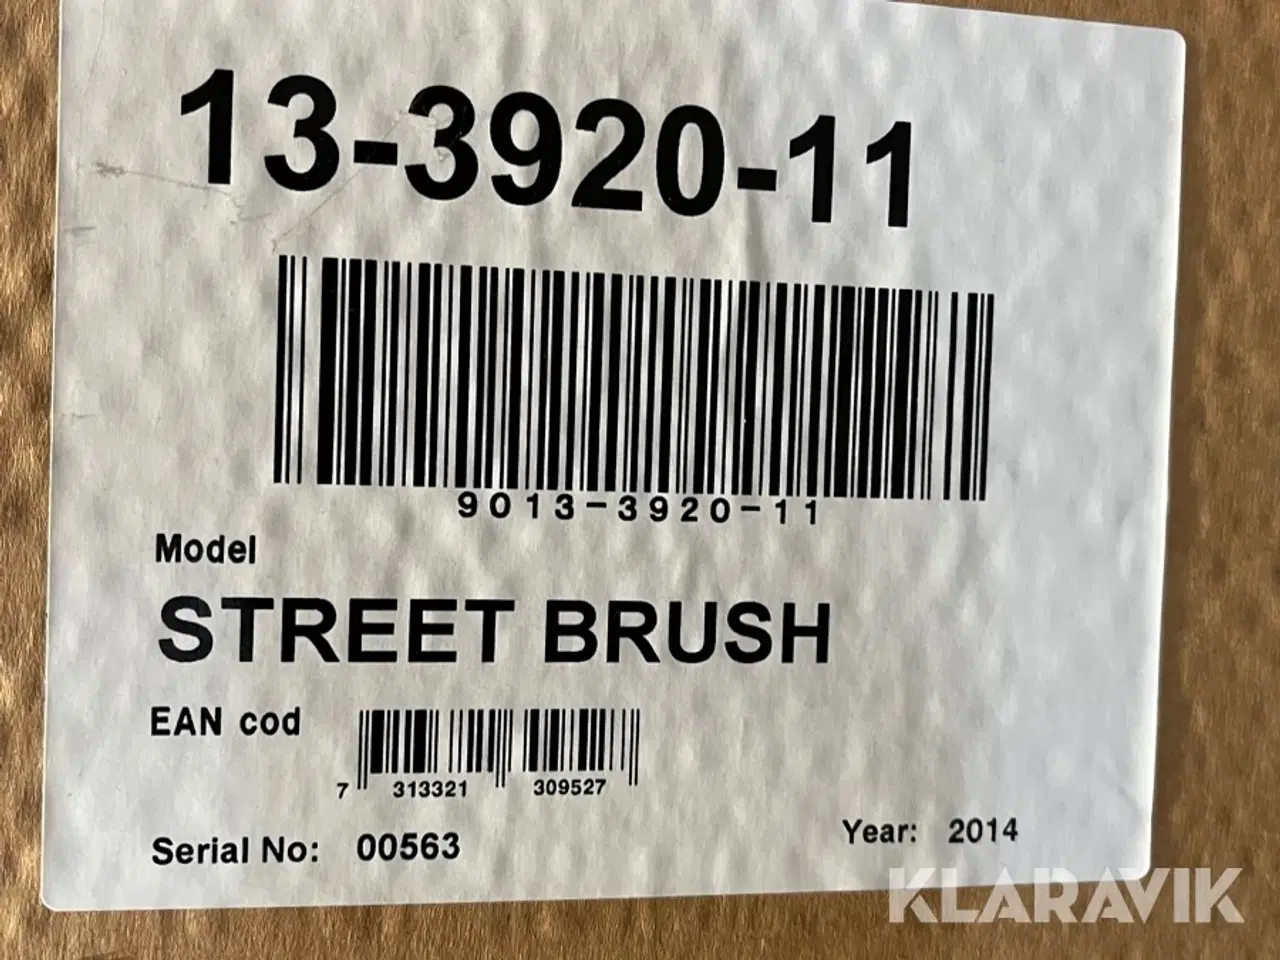 13-3920-11
9013-3920-11
Model
STREET BRUSH
EAN cod
7 313321 309527
Serial No: 00563
Year: 2014
KLARAVIK